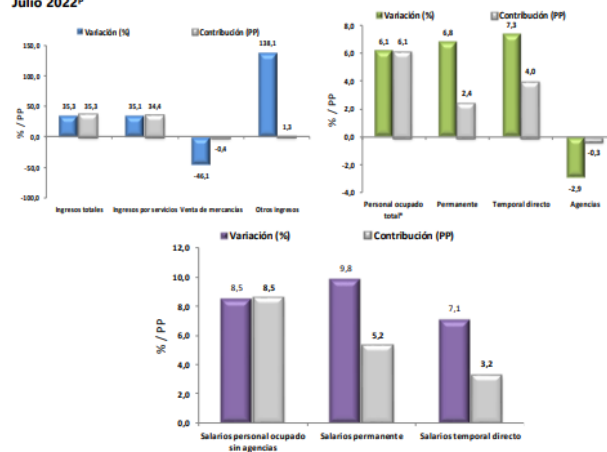 Julio 2022ᵖ
Variación (%) Contribución (PP)
% / PP
150,0
100,0
50,0
0,0
-50,0
-100,0
35,3 35,3 35,1 34,4 -46,1 -0,4 138,1 1,3
Ingresos totales Ingresos por servicios Venta de mercancías Otros ingresos
Variación (%) Contribución (PP)
% / PP
8,0
6,0
4,0
2,0
0,0
-2,0
-4,0
6,1 6,1 6,8 2,4 7,3 4,0 -2,9 -0,3
Personal ocupado Permanente Temporal directo Agencias
total*
Variación (%) Contribución (PP)
% / PP
12,0
10,0
8,0
6,0
4,0
2,0
0,0
8,5 8,5 9,8 5,2 7,1 3,2
Salarios personal ocupado Salarios permanente Salarios temporal directo
sin agencias